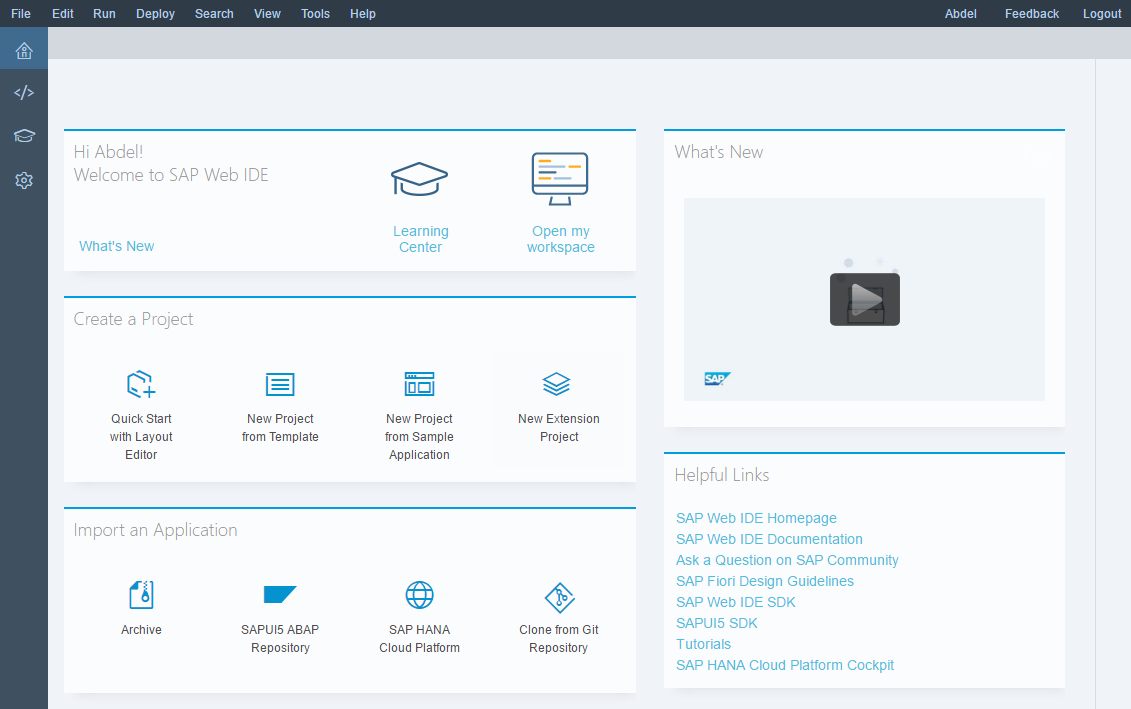 File Edit Run Deploy Search View Tools Help Abdel Feedback Logout
Hi Abdel!
Welcome to SAP Web IDE
What's New
Learning
Center
Open my
workspace
Create a Project
Quick Start
with Layout
Editor
New Project
from Template
New Project
from Sample
Application
New Extension
Project
Import an Application
Archive
SAPUI5 ABAP
Repository
SAP HANA
Cloud Platform
Clone from Git
Repository
What's New
SAP
Helpful Links
SAP Web IDE Homepage
SAP Web IDE Documentation
Ask a Question on SAP Community
SAP Fiori Design Guidelines
SAP Web IDE SDK
SAPUI5 SDK
Tutorials
SAP HANA Cloud Platform Cockpit